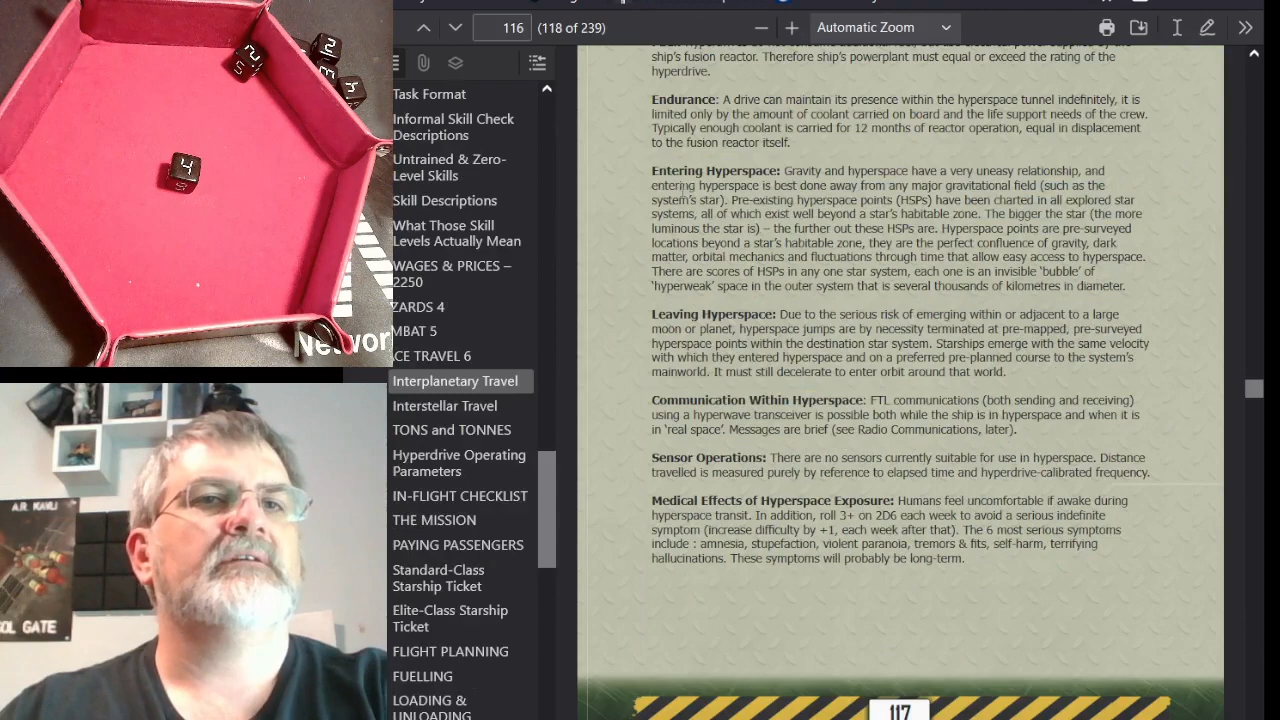 116
(118 of 239)
Automatic Zoom
Task Format
Informal Skill Check
Descriptions
Untrained & Zero-
Level Skills
Skill Descriptions
What Those Skill
Levels Actually Mean
WAGES & PRICES –
2250
ZARDS 4
MBAT 5
CE TRAVEL 6
Interplanetary Travel
Interstellar Travel
TONS and TONNES
Hyperdrive Operating
Parameters
IN-FLIGHT CHECKLIST
THE MISSION
PAYING PASSENGERS
Standard-Class
Starship Ticket
Elite-Class Starship
Ticket
FLIGHT PLANNING
FUELLING
LOADING &
UNLOADING
ship's fusion reactor. Therefore ship's powerplant must equal or exceed the rating of the
hyperdrive.
Endurance: A drive can maintain its presence within the hyperspace tunnel indefinitely, it is
limited only by the amount of coolant carried on board and the life support needs of the crew.
Typically enough coolant is carried for 12 months of reactor operation, equal in displacement
to the fusion reactor itself.
Entering Hyperspace: Gravity and hyperspace have a very uneasy relationship, and
entering hyperspace is best done away from any major gravitational field (such as the
system's star). Pre-existing hyperspace points (HSPs) have been charted in all explored star
systems, all of which exist well beyond a star's habitable zone. The bigger the star (the more
luminous the star is) – the further out these HSPs are. Hyperspace points are pre-surveyed
locations beyond a star's habitable zone, they are the perfect confluence of gravity, dark
matter, orbital mechanics and fluctuations through time that allow easy access to hyperspace.
There are scores of HSPs in any one star system, each one is an invisible 'bubble' of
'hyperweak' space in the outer system that is several thousands of kilometres in diameter.
Leaving Hyperspace: Due to the serious risk of emerging within or adjacent to a large
moon or planet, hyperspace jumps are by necessity terminated at pre-mapped, pre-surveyed
hyperspace points within the destination star system. Starships emerge with the same velocity
with which they entered hyperspace and on a preferred pre-planned course to the system's
mainworld. It must still decelerate to enter orbit around that world.
Communication Within Hyperspace: FTL communications (both sending and receiving)
using a hyperwave transceiver is possible both while the ship is in hyperspace and when it is
in 'real space'. Messages are brief (see Radio Communications, later).
Sensor Operations: There are no sensors currently suitable for use in hyperspace. Distance
travelled is measured purely by reference to elapsed time and hyperdrive-calibrated frequency.
Medical Effects of Hyperspace Exposure: Humans feel uncomfortable if awake during
hyperspace transit. In addition, roll 3+ on 2D6 each week to avoid a serious indefinite
symptom (increase difficulty by +1, each week after that). The 6 most serious symptoms
include : amnesia, stupefaction, violent paranoia, tremors & fits, self-harm, terrifying
hallucinations. These symptoms will probably be long-term.
117
4
2
Networ
A.R. KAVLI
SOL GATE